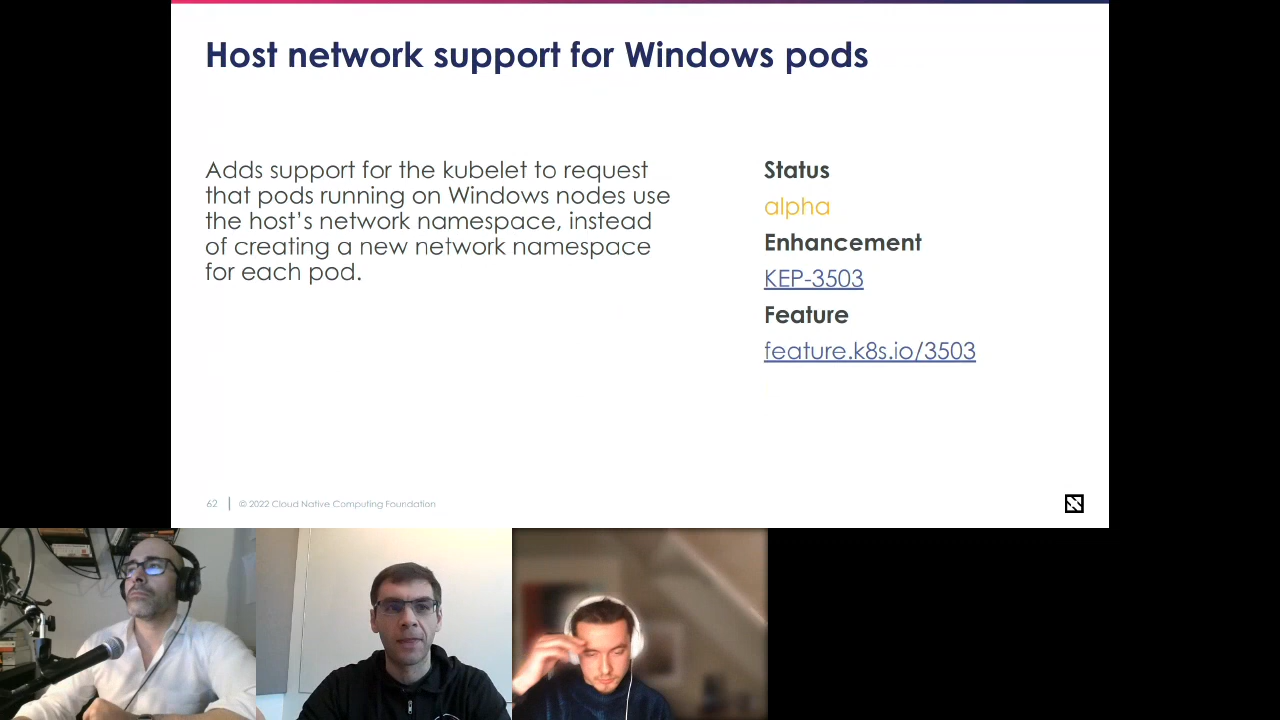 Host network support for Windows pods
Adds support for the kubelet to request
that pods running on Windows nodes use
the host's network namespace, instead
of creating a new network namespace
for each pod.
Status
alpha
Enhancement
KEP-3503
Feature
feature.k8s.io/3503
62
© 2022 Cloud Native Computing Foundation